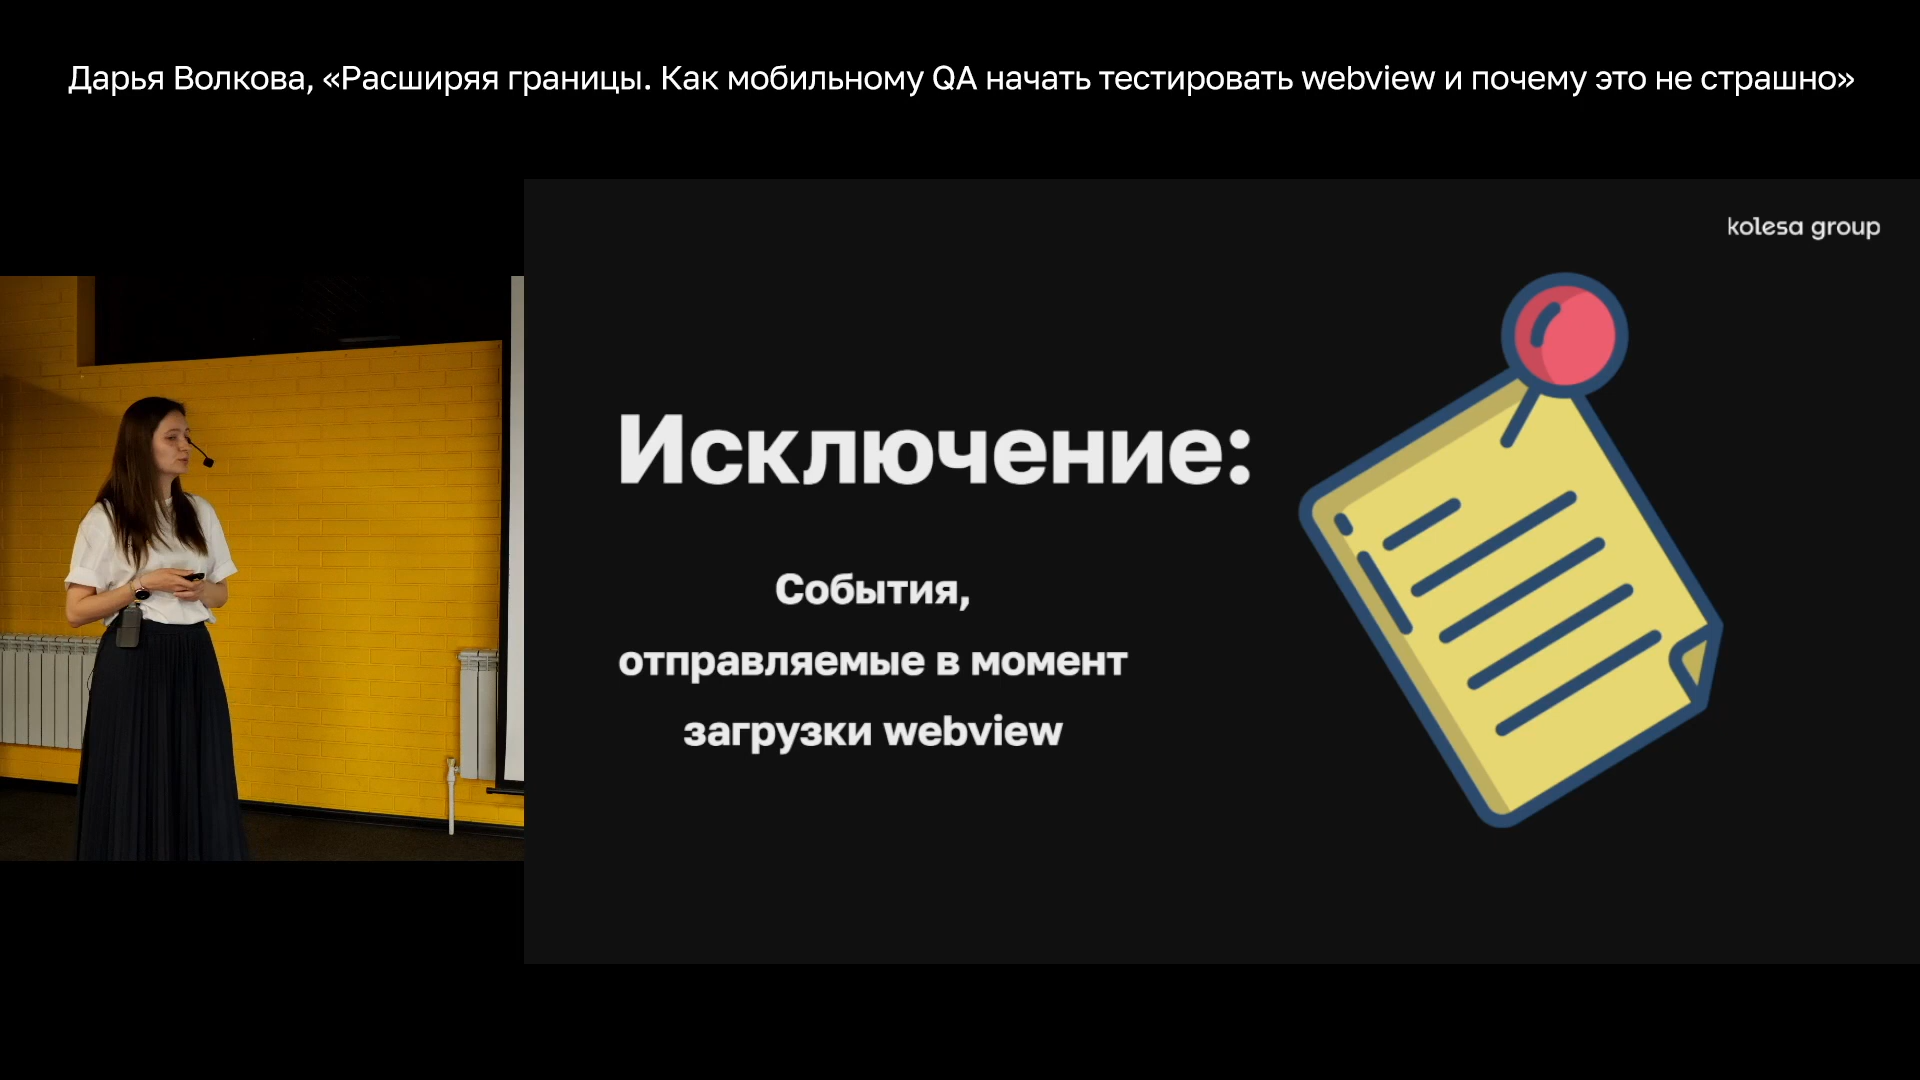 Дарья Волкова, «Расширяя границы. Как мобильному QA начать тестировать webview и почему это не страшно»
kolesa group
Исключение:
События,
отправляемые в момент
загрузки webview